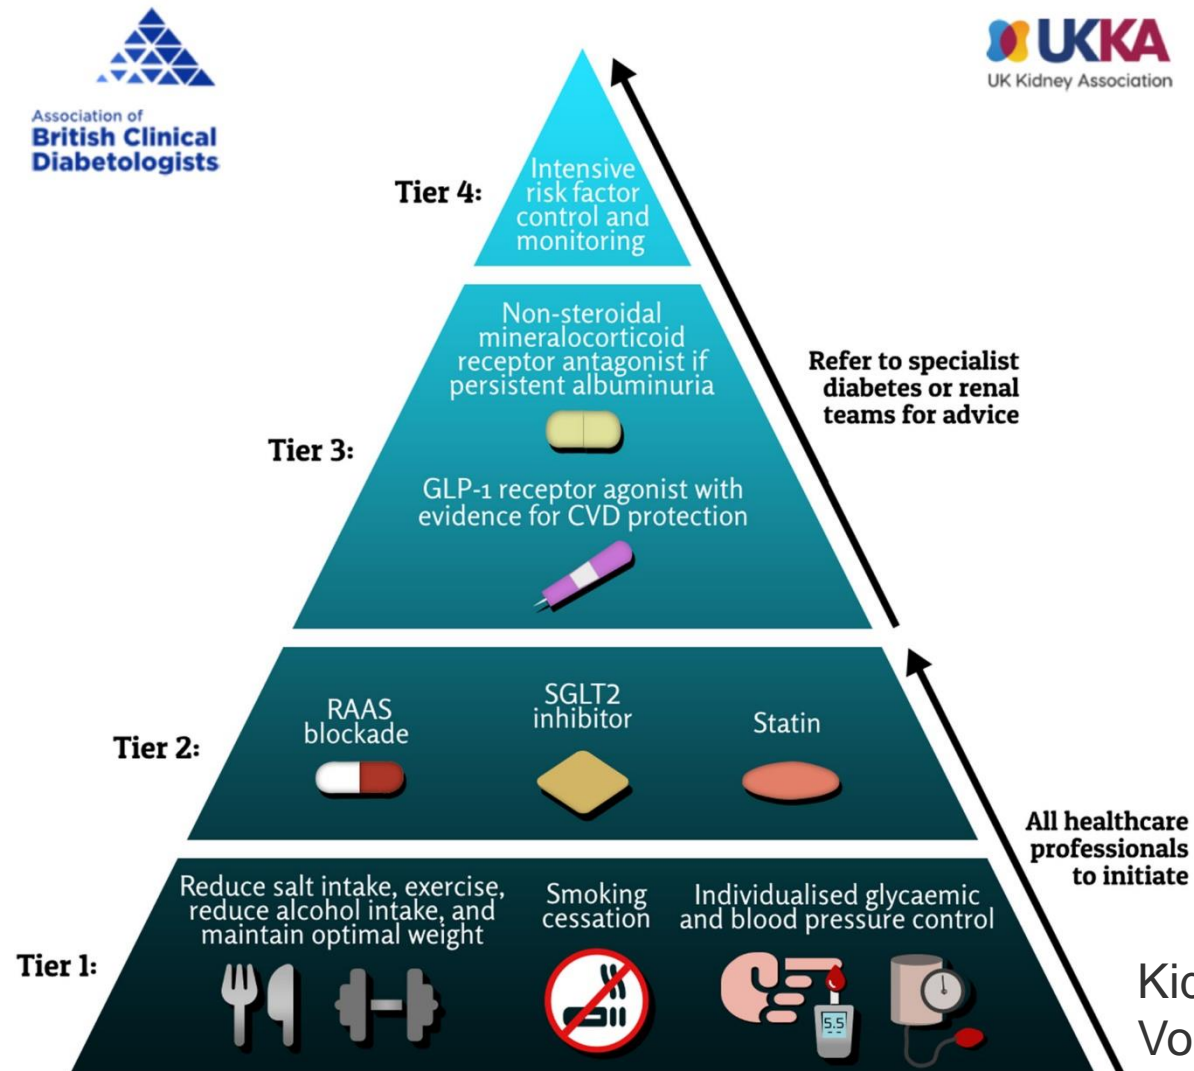 Association of
British Clinical
Diabetologists
UKKA
UK Kidney Association
Tier 4:
Intensive
risk factor
control and
monitoring
Non-steroidal
mineralocorticoid
receptor antagonist if
persistent albuminuria
Refer to specialist
diabetes or renal
teams for advice
Tier 3:
GLP-1 receptor agonist with
evidence for CVD protection
Tier 2:
RAAS
blockade
SGLT2
inhibitor
Statin
All healthcare
professionals
to initiate
Tier 1:
Reduce salt intake, exercise,
reduce alcohol intake, and
maintain optimal weight
Smoking
cessation
Individualised glycaemic
and blood pressure control
5.5